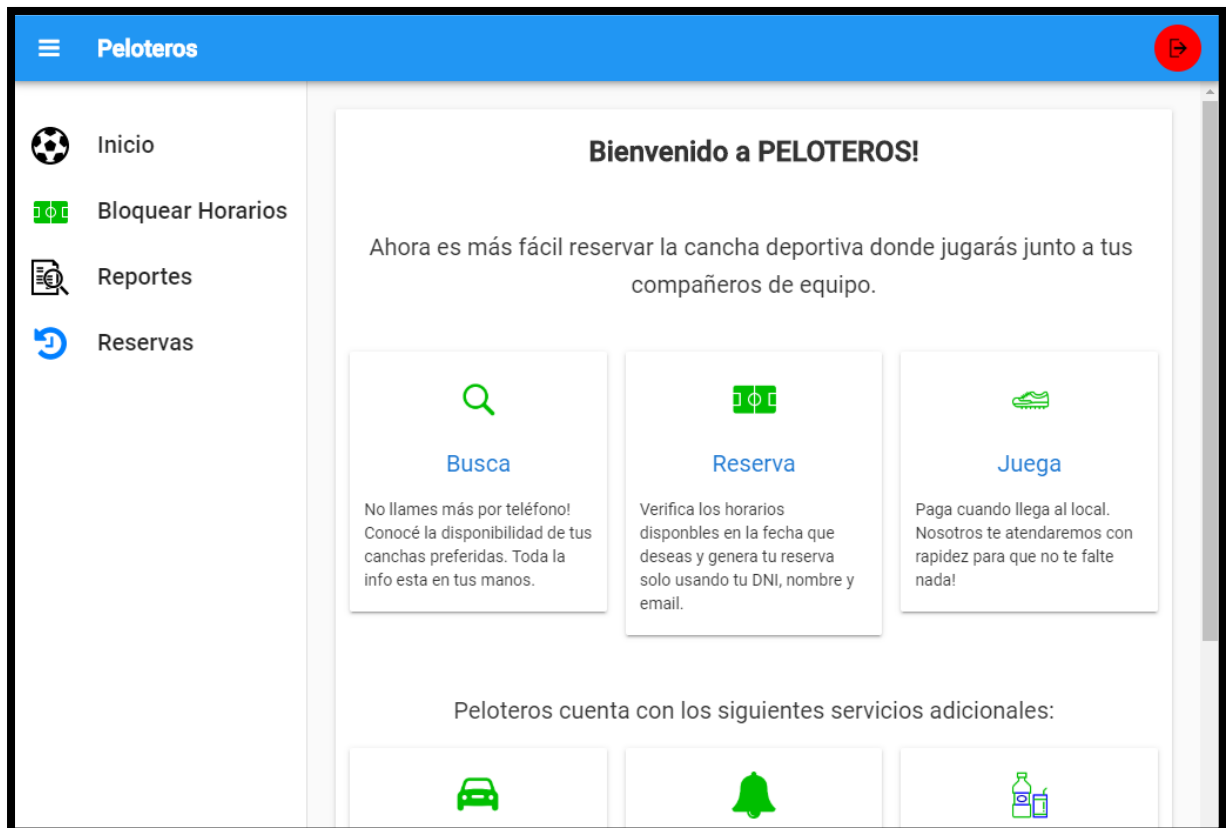 Peloteros
Inicio
Bloquear Horarios
Reportes
Reservas
Bienvenido a PELOTEROS!
Ahora es más fácil reservar la cancha deportiva donde jugarás junto a tus
compañeros de equipo.
Busca
No llames más por teléfono!
Conocé la disponibilidad de tus
canchas preferidas. Toda la
info esta en tus manos.
Reserva
Verifica los horarios
disponbles en la fecha que
deseas y genera tu reserva
solo usando tu DNI, nombre y
email.
Juega
Paga cuando llega al local.
Nosotros te atendaremos con
rapidez para que no te falte
nada!
Peloteros cuenta con los siguientes servicios adicionales: